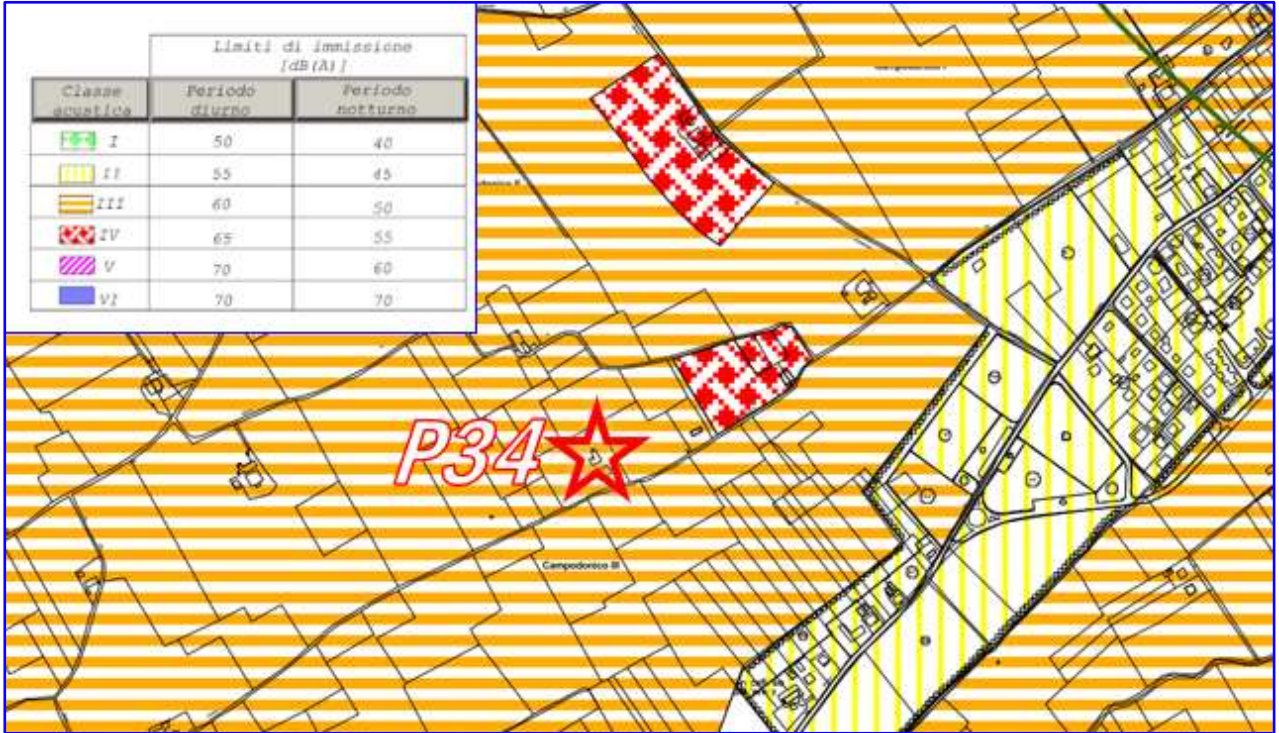 Limiti di immissione
[dB(A)]
Classe acustica Periodo diurno Periodo notturno
I 50 40
II 55 45
III 60 50
IV 65 55
V 70 60
VI 70 70
P34
Campodonico III